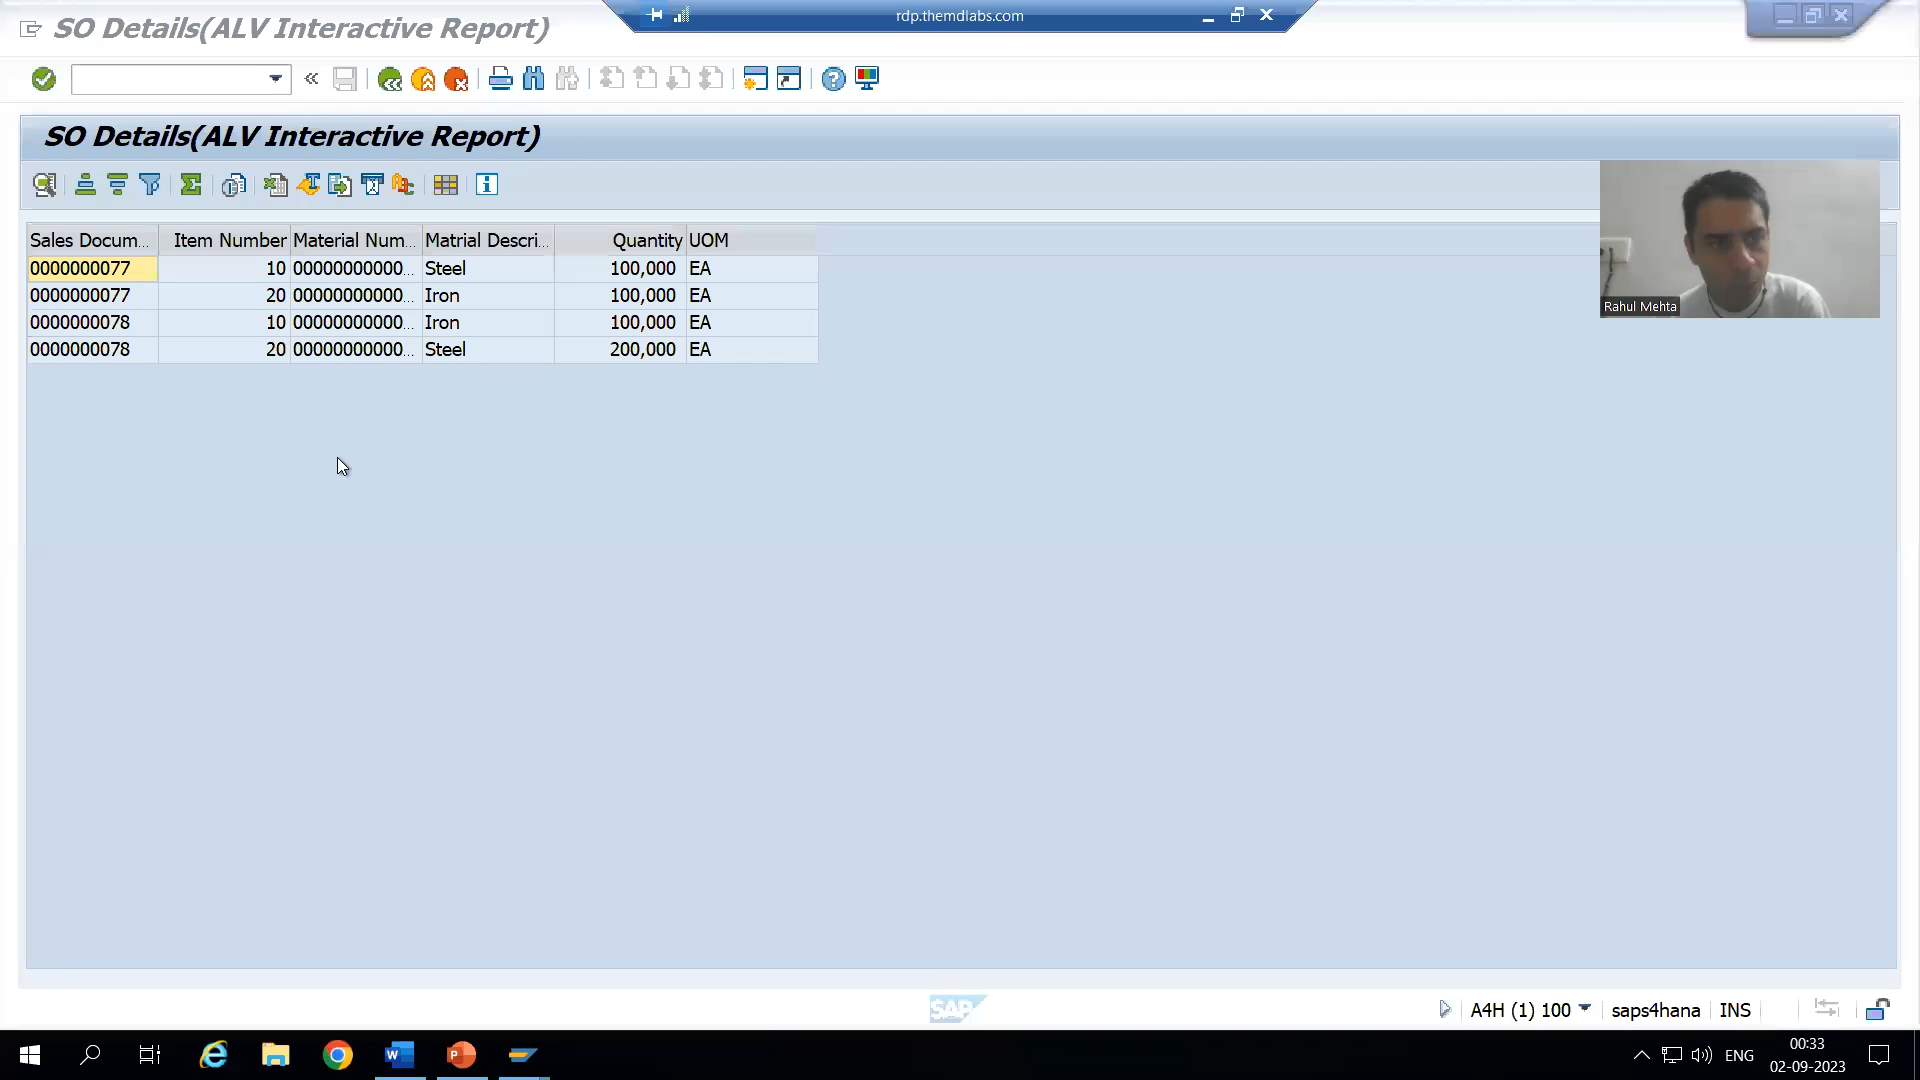 SO Details(ALV Interactive Report)
rdp.themdlabs.com
SO Details(ALV Interactive Report)
Rahul Mehta
Sales Docum... Item Number Material Num... Matrial Descri... Quantity UOM
0000000077 10 00000000000... Steel 100,000 EA
0000000077 20 00000000000... Iron 100,000 EA
0000000078 10 00000000000... Iron 100,000 EA
0000000078 20 00000000000... Steel 200,000 EA
SAP
A4H (1) 100 saps4hana INS
ENG
00:33
02-09-2023